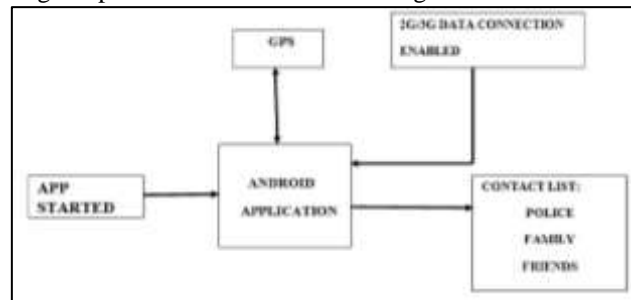 GPS
2G/3G DATA CONNECTION
ENABLED
APP
STARTED
ANDROID
APPLICATION
CONTACT LIST:
POLICE
FAMILY
FRIENDS